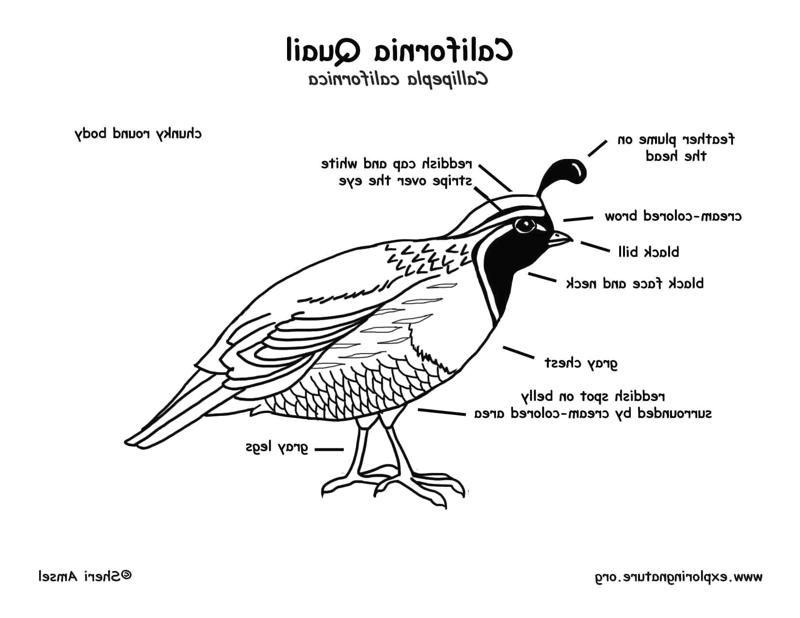 California Quail
Callipepla californica
chunky round body
feather plume on
the head
reddish cap and white
stripe over the eye
cream-colored brow
black bill
black face and neck
gray chest
reddish spot on belly
surrounded by cream-colored area
gray legs
©Sheri Amsel
www.exploringnature.org